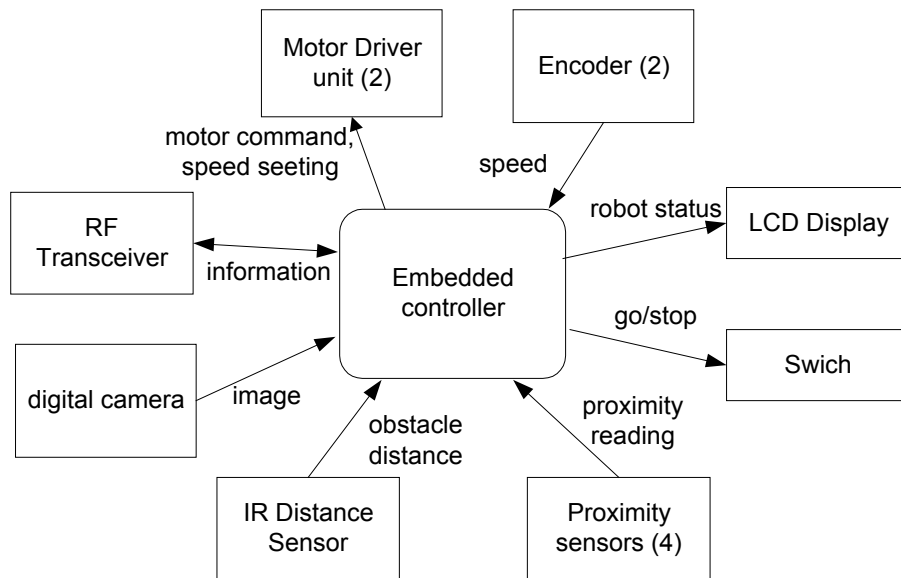 Motor Driver
unit (2)
Encoder (2)
motor command,
speed seeting
speed
robot status
LCD Display
RF
Transceiver
information
Embedded
controller
go/stop
Swich
digital camera
image
obstacle
distance
proximity
reading
IR Distance
Sensor
Proximity
sensors (4)